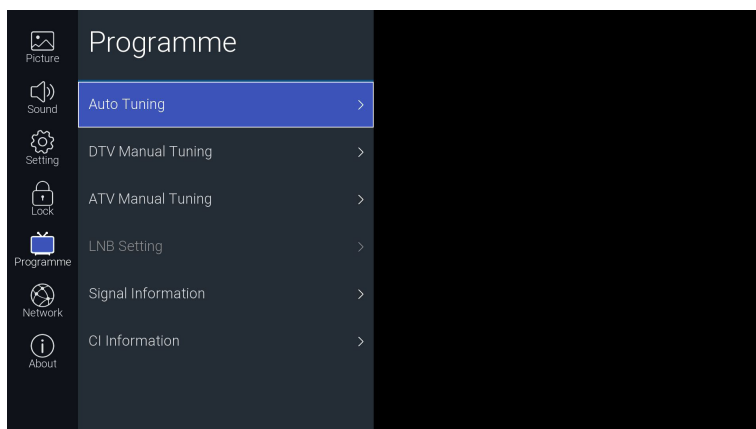 Programme
Picture
Sound
Setting
Lock
Programme
Network
About
Auto Tuning
DTV Manual Tuning
ATV Manual Tuning
LNB Setting
Signal Information
CI Information